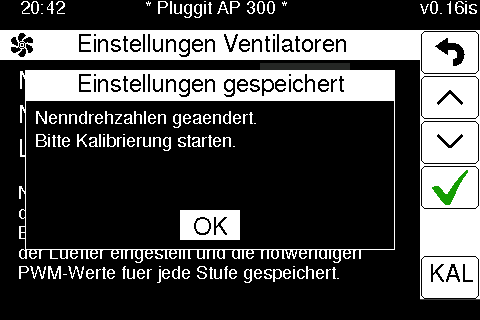 20:42 * Pluggit AP 300 * v0.16is
Einstellungen Ventilatoren
Einstellungen gespeichert
Nenndrehzahlen geaendert.
Bitte Kalibrierung starten.
OK
der Luefter eingestellt und die notwendigen
PWM-Werte fuer jede Stufe gespeichert.
KAL